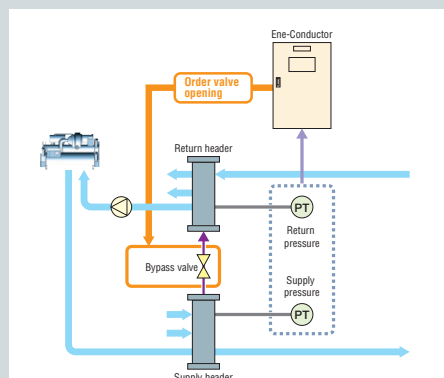 Ene-Conductor
Order valve
opening
Return header
PT
Return
pressure
Bypass valve
Supply
pressure
PT
Supply header